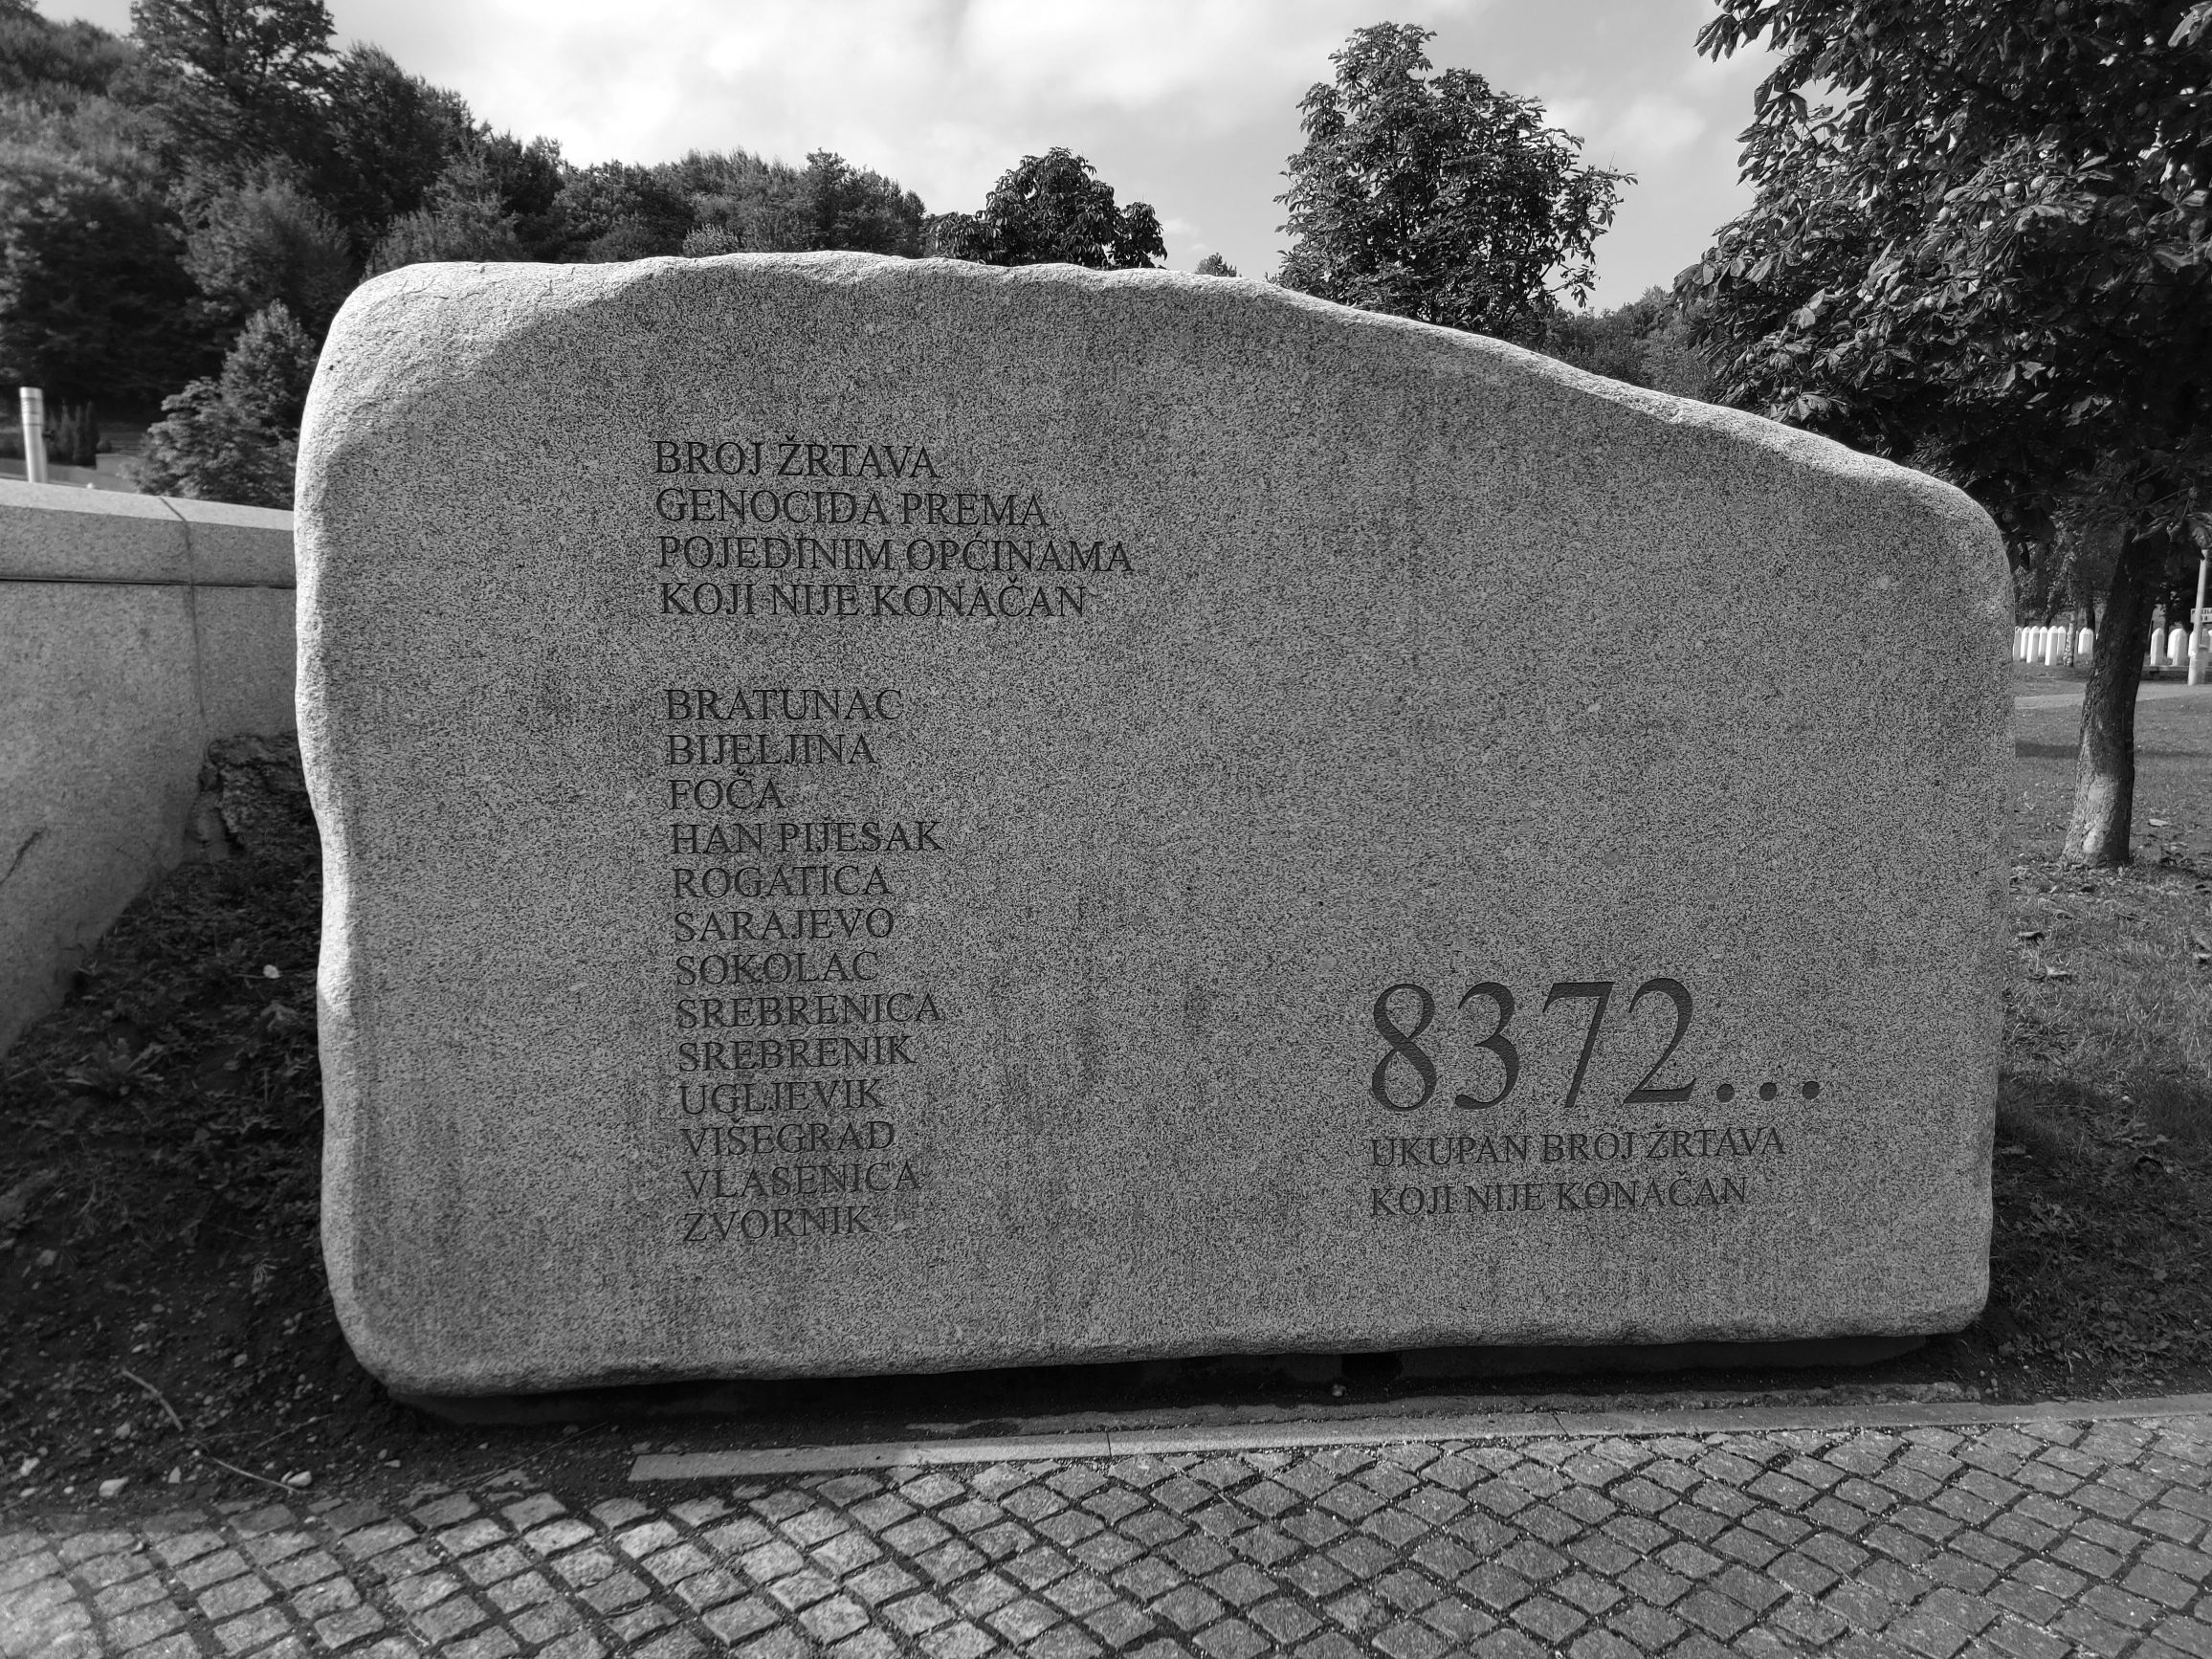 BROJ ŽRTAVA
GENOCIDA PREMA
POJEDINIM OPĆINAMA
KOJI NIJE KONAČAN
BRATUNAC
BIJELJINA
FOČA
HAN PIJESAK
ROGATICA
SARAJEVO
SOKOLAC
SREBRENICA
SREBRENIK
UGLJEVIK
VIŠEGRAD
VLASENICA
ZVORNIK
8372...
UKUPAN BROJ ŽRTAVA
KOJI NIJE KONAČAN